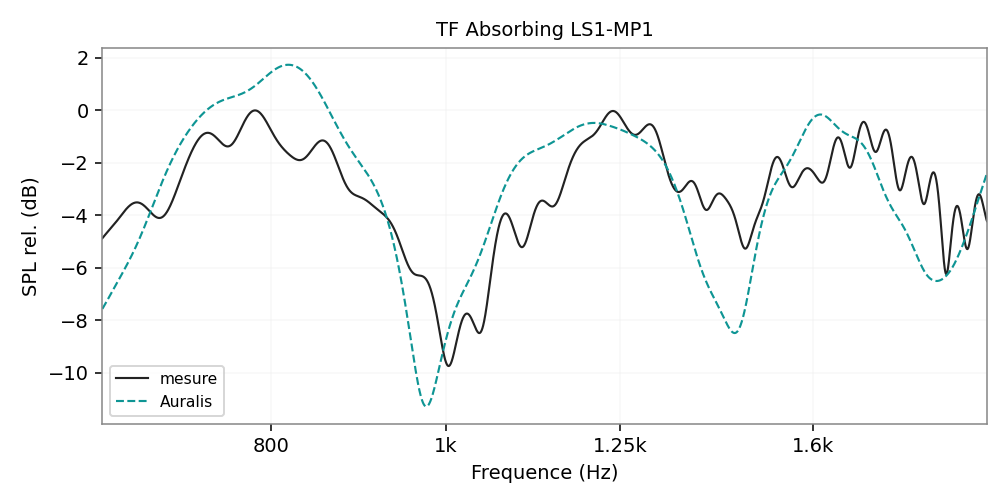 TF Absorbing LS1-MP1
SPL rel. (dB)
2
0
−2
−4
−6
−8
−10
mesure
Auralis
800
1k
1.25k
1.6k
Frequence (Hz)